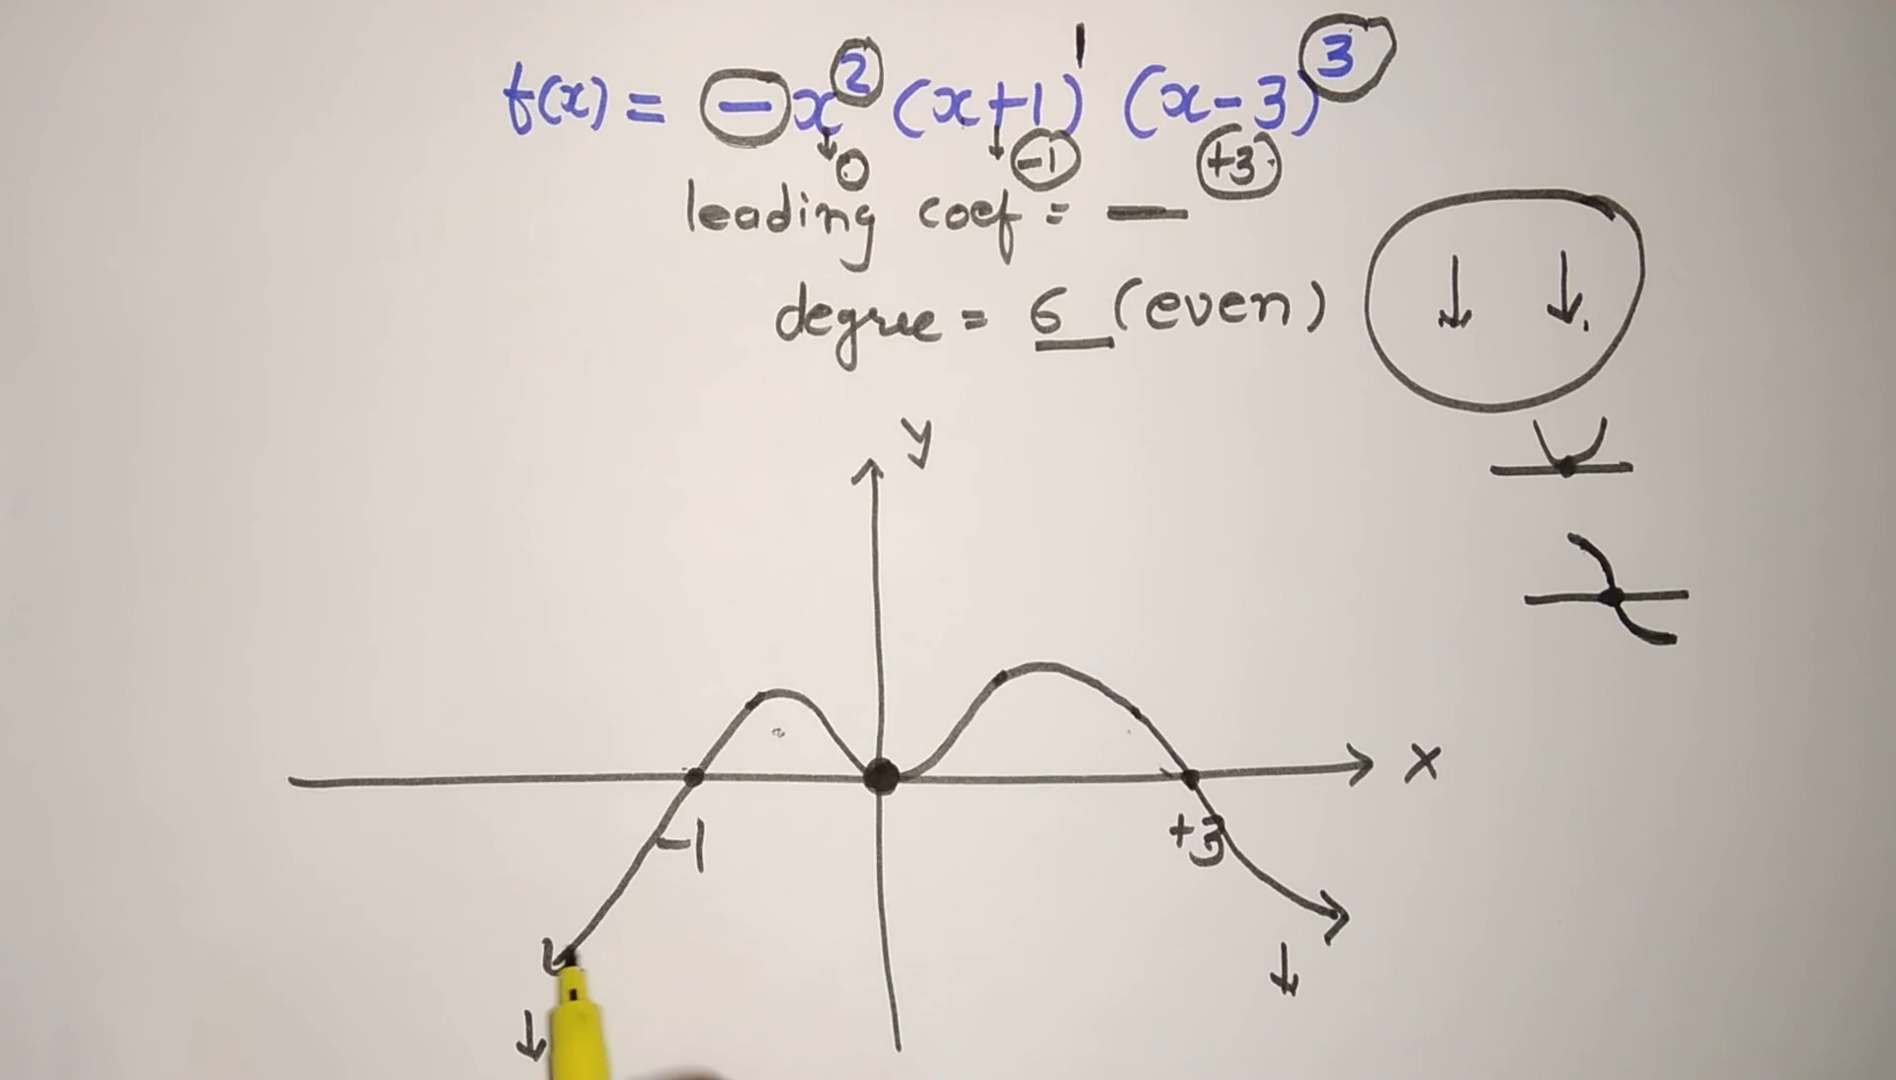 f(x) = -x² (x+1)¹ (x-3)³
0 -1 +3
leading coef = —
degree = 6 (even) ↓ ↓
y
x
-1 +3
↓
↓